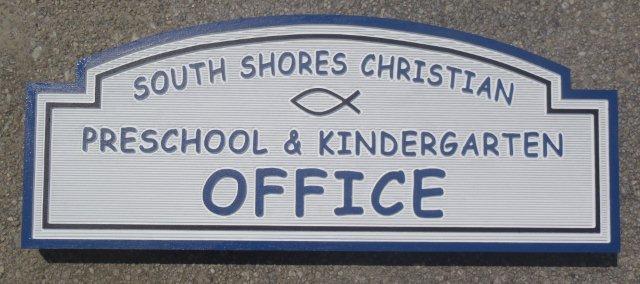 SOUTH SHORES CHRISTIAN
PRESCHOOL & KINDERGARTEN
OFFICE